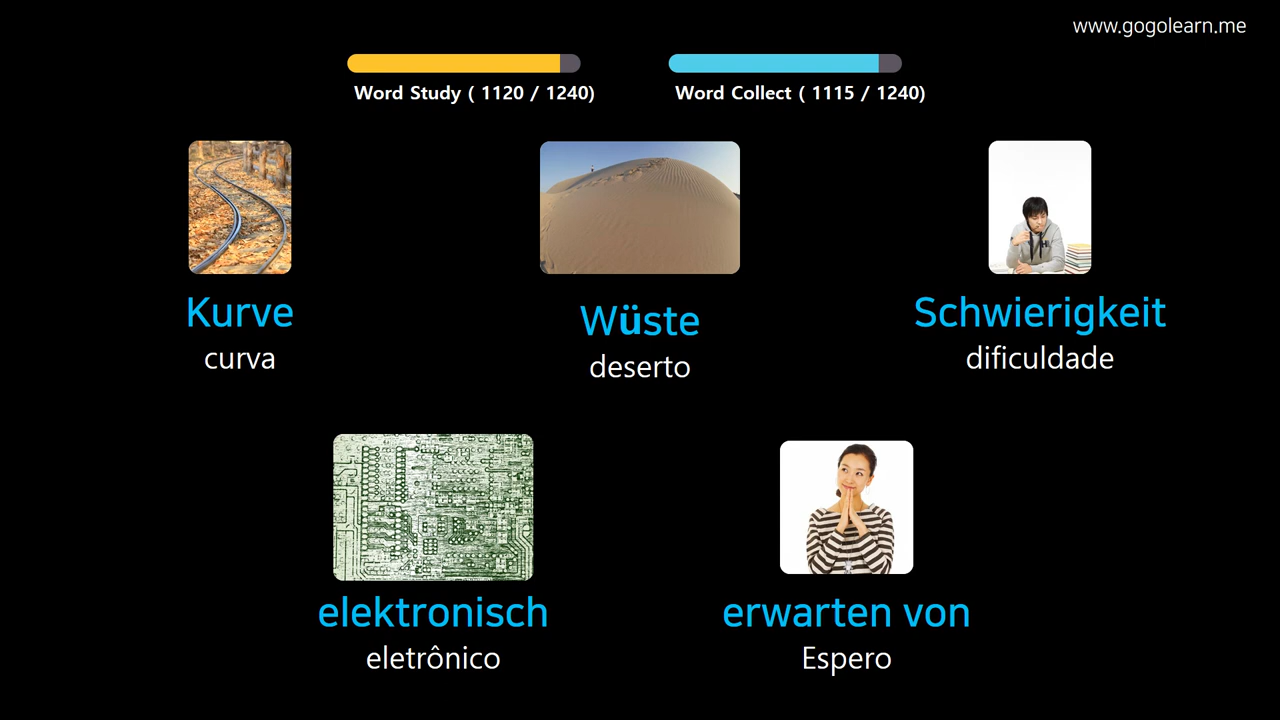 www.gogolearn.me
Word Study ( 1120 / 1240)
Word Collect ( 1115 / 1240)
Kurve
curva
Wüste
deserto
Schwierigkeit
dificuldade
elektronisch
eletrônico
erwarten von
Espero